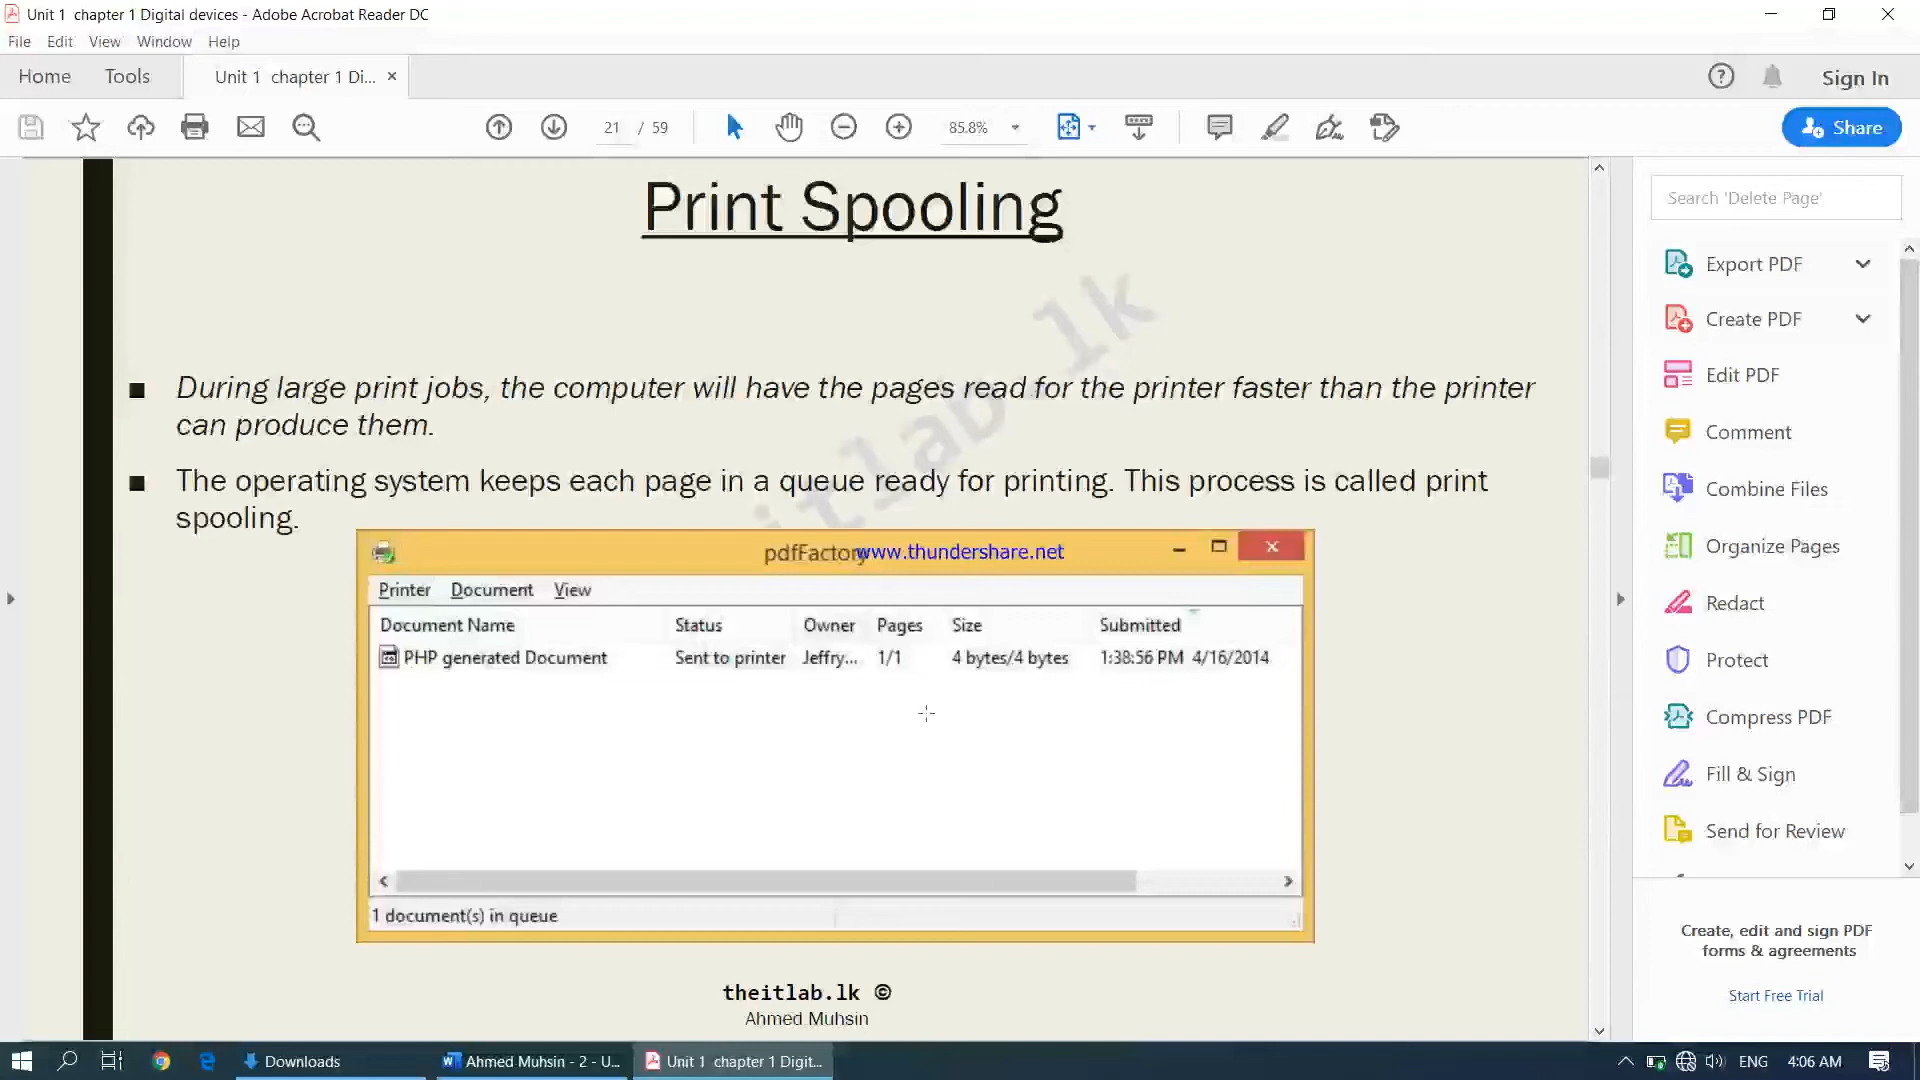 Unit 1  chapter 1 Digital devices - Adobe Acrobat Reader DC
File Edit View Window Help
Home Tools Unit 1  chapter 1 Di... ×
Sign In
21 / 59 85.8% Share
Print Spooling
Search 'Delete Page'
Export PDF
Create PDF
Edit PDF
Comment
Combine Files
Organize Pages
Redact
Protect
Compress PDF
Fill & Sign
Send for Review
Create, edit and sign PDF
forms & agreements
Start Free Trial
itlab.lk
■ During large print jobs, the computer will have the pages read for the printer faster than the printer
can produce them.
■ The operating system keeps each page in a queue ready for printing. This process is called print
spooling.
pdfFactory
www.thundershare.net
Printer Document View
Document Name Status Owner Pages Size Submitted
PHP generated Document Sent to printer Jeffry... 1/1 4 bytes/4 bytes 1:38:56 PM 4/16/2014
1 document(s) in queue
theitlab.lk ©
Ahmed Muhsin
Downloads Ahmed Muhsin - 2 - U... Unit 1  chapter 1 Digit... ENG 4:06 AM